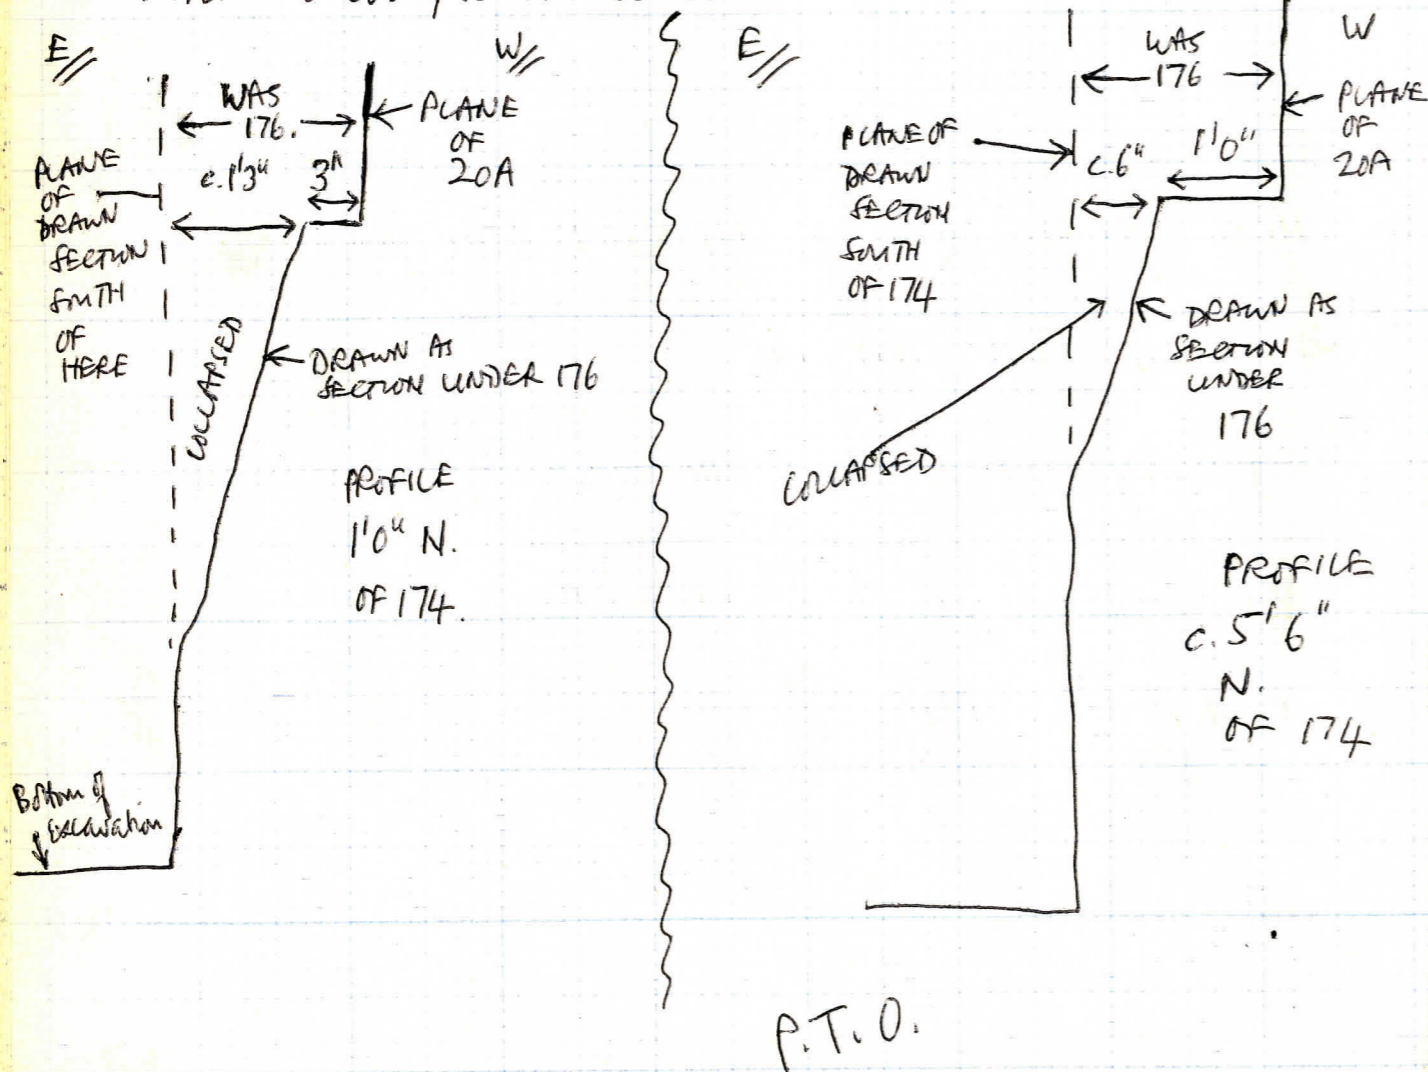 E//
W//
WAS
176.
PLANE
OF
20A
PLANE
OF
DRAWN
SECTION
SOUTH
OF
HERE
c.1'3"
3"
COLLAPSED
DRAWN AS
SECTION UNDER 176
PROFILE
1'0" N.
OF 174.
Bottom of
excavation
E//
W
WAS
176
PLANE
OF
20A
PLANE OF
DRAWN
SECTION
SOUTH
OF 174
c.6"
1'0"
DRAWN AS
SECTION
UNDER
176
COLLAPSED
PROFILE
c. 5'6"
N.
OF 174
P.T.O.